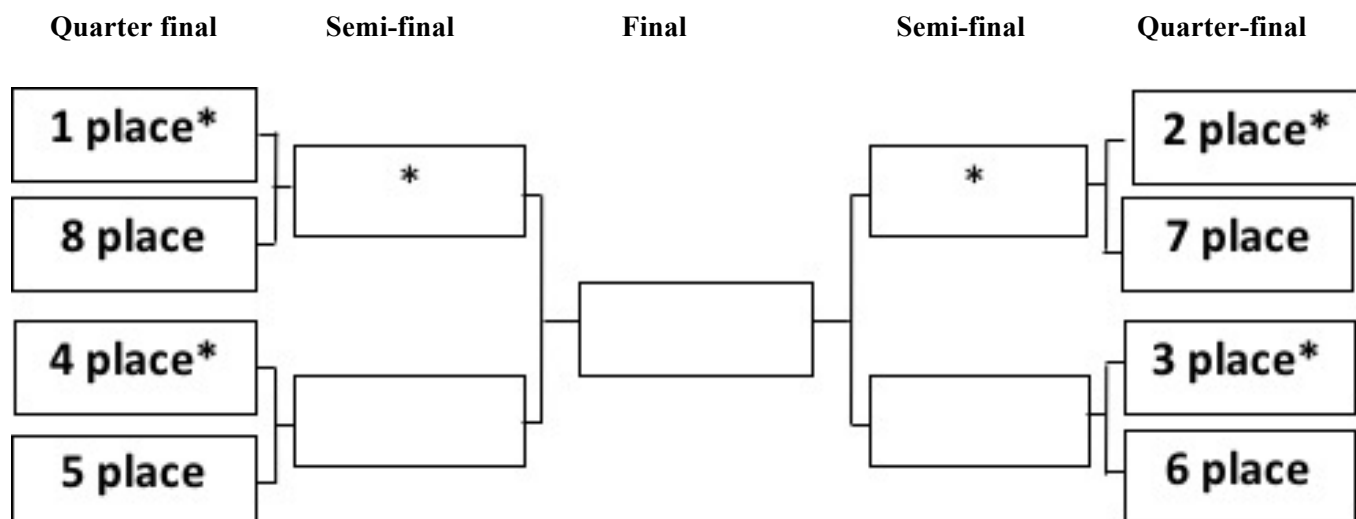 Quarter final Semi-final Final Semi-final Quarter-final
1 place*
8 place
4 place*
5 place
*
*
2 place*
7 place
3 place*
6 place